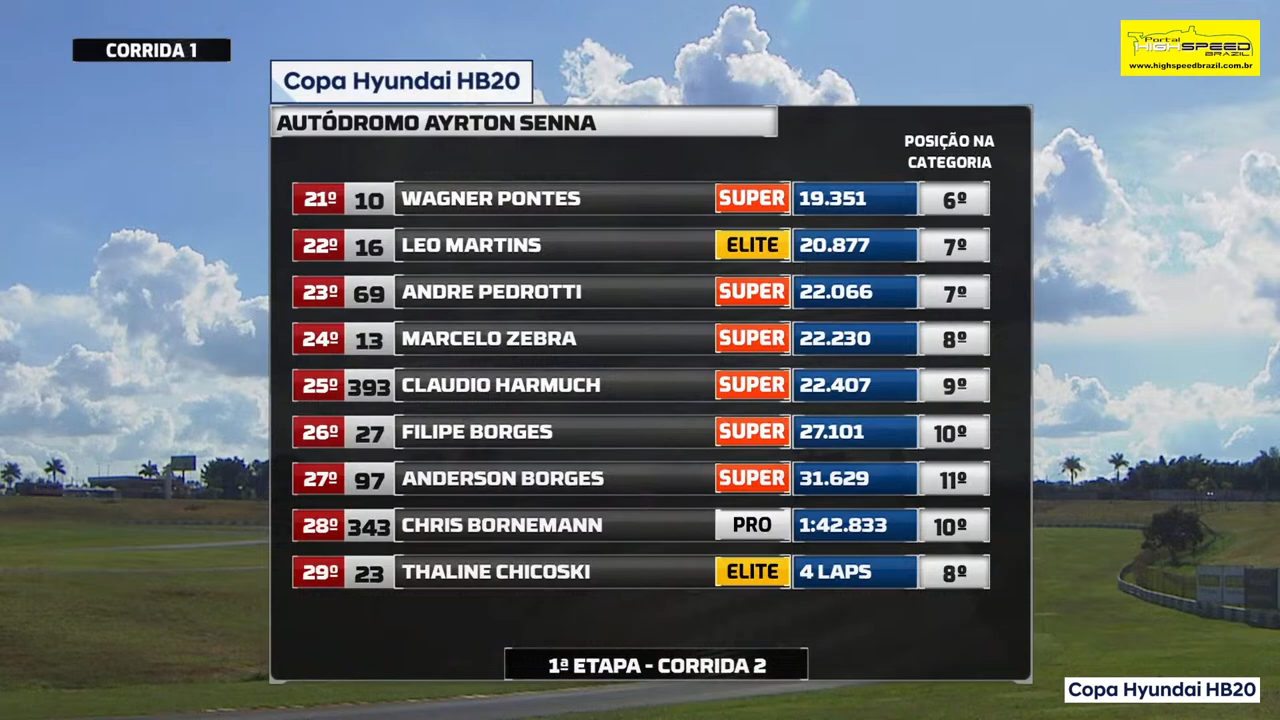 CORRIDA 1
Portal
HIGHSPEED
BRAZIL
www.highspeedbrazil.com.br
Copa Hyundai HB20
AUTÓDROMO AYRTON SENNA
POSIÇÃO NA
CATEGORIA
21º 10 WAGNER PONTES SUPER 19.351 6º
22º 16 LEO MARTINS ELITE 20.877 7º
23º 69 ANDRE PEDROTTI SUPER 22.066 7º
24º 13 MARCELO ZEBRA SUPER 22.230 8º
25º 393 CLAUDIO HARMUCH SUPER 22.407 9º
26º 27 FILIPE BORGES SUPER 27.101 10º
27º 97 ANDERSON BORGES SUPER 31.629 11º
28º 343 CHRIS BORNEMANN PRO 1:42.833 10º
29º 23 THALINE CHICOSKI ELITE 4 LAPS 8º
1ª ETAPA - CORRIDA 2
Copa Hyundai HB20